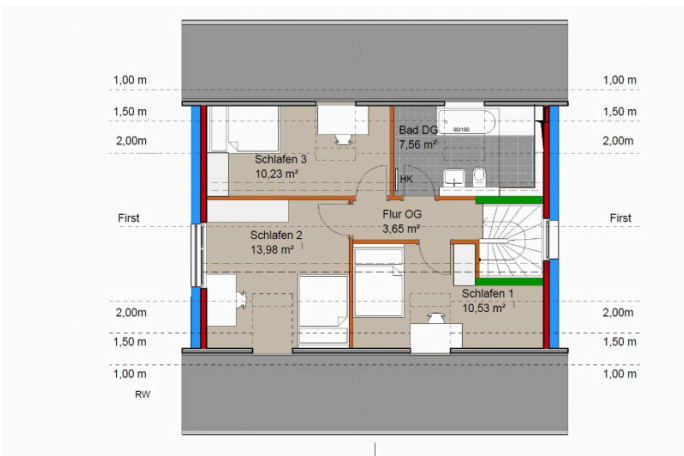 1,00 m
1,00 m
1,50 m
1,50 m
2,00m
2,00m
Bad DG
7,56 m²
90/190
Schlafen 3
10,23 m²
HK
First
First
Flur OG
3,65 m²
Schlafen 2
13,98 m²
Schlafen 1
10,53 m²
2,00m
2,00m
1,50 m
1,50 m
1,00 m
1,00 m
RW